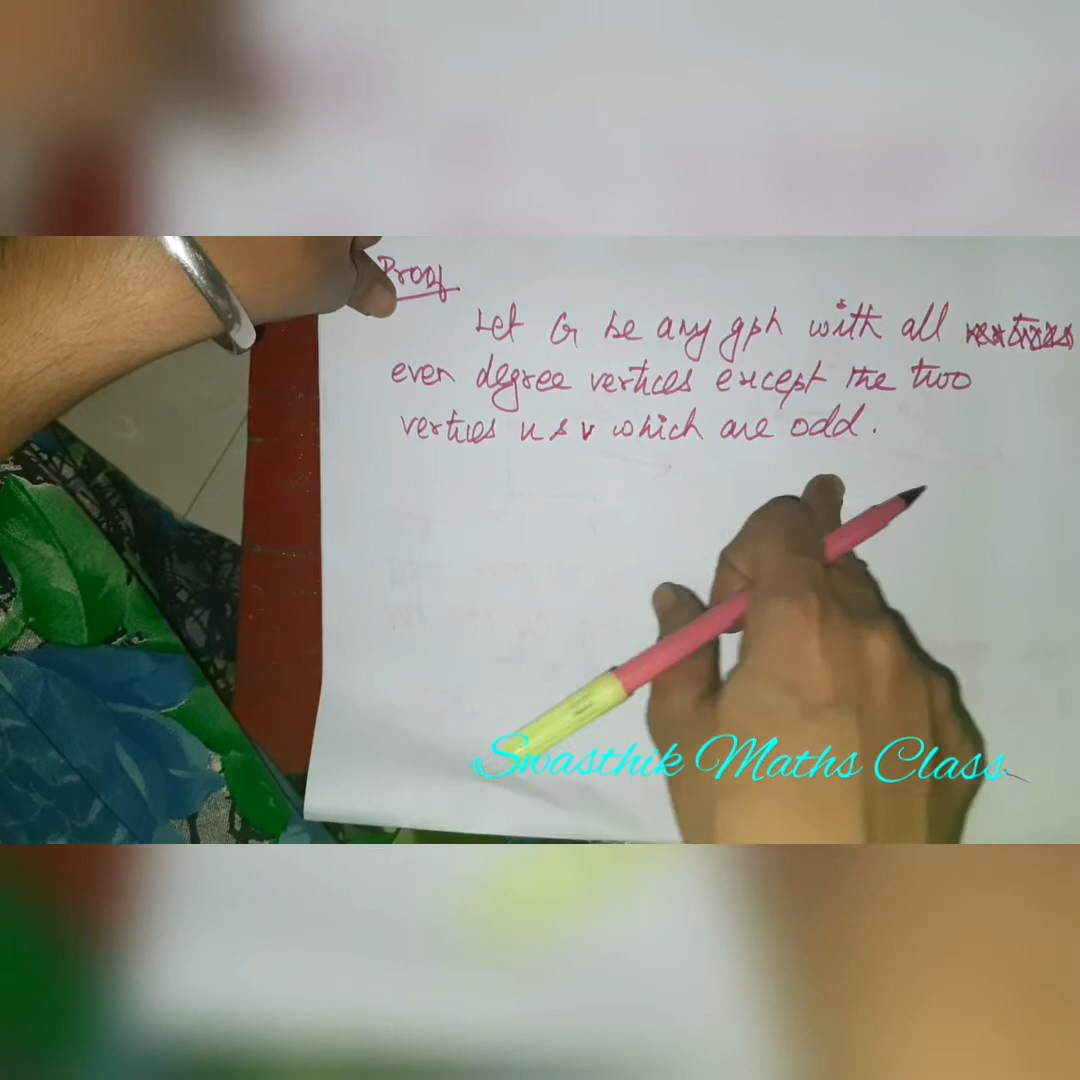 Proof
Let G be any gph with all
even degree vertices except the two
verties u & v which are odd.
Swasthik Maths Class